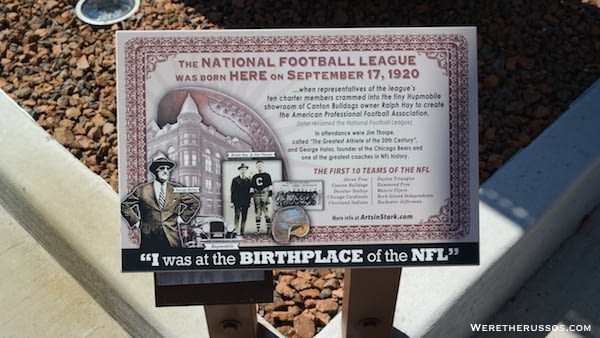 THE NATIONAL FOOTBALL LEAGUE
WAS BORN HERE ON SEPTEMBER 17, 1920
...when representatives of the league's
ten charter members crammed into the tiny Hupmobile
showroom of Canton Bulldogs owner Ralph Hay to create
the American Professional Football Association.
(later renamed the National Football League)
In attendance were Jim Thorpe,
called "The Greatest Athlete of the 20th Century",
and George Halas, founder of the Chicago Bears and
one of the greatest coaches in NFL history.
THE FIRST 10 TEAMS OF THE NFL
Akron Pros
Canton Bulldogs
Decatur Staleys
Chicago Cardinals
Cleveland Indians
Dayton Triangles
Hammond Pros
Muncie Flyers
Rock Island Independents
Rochester Jeffersons
More info at ArtsinStark.com
Hupmobile
"I was at the BIRTHPLACE of the NFL"
WERETHERUSSOS.COM